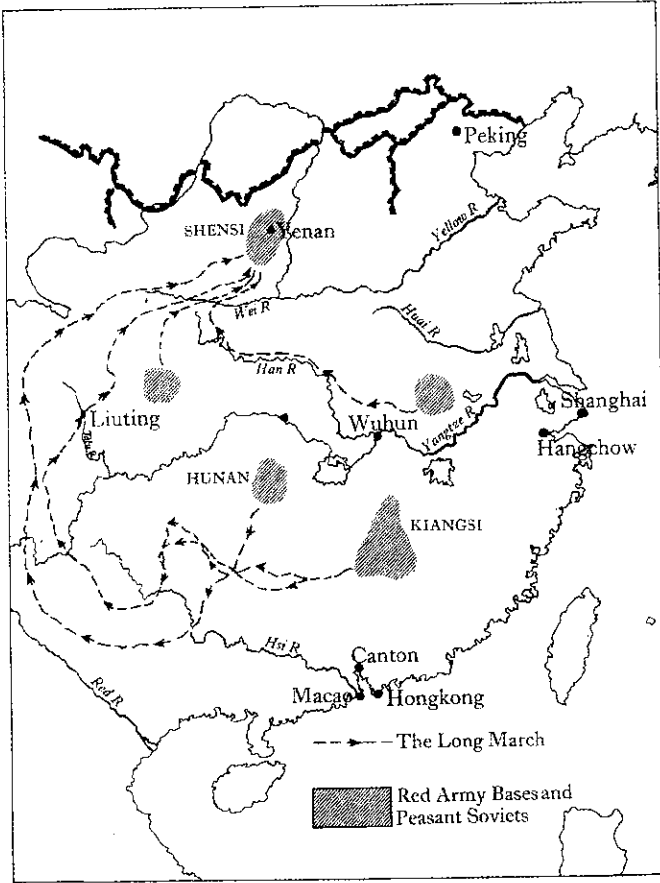 Peking
SHENSI
Yenan
Yellow R
Wei R
Huai R
Han R
Liuting
Wuhun
Yangtze R
Shanghai
Hangchow
HUNAN
KIANGSI
Hsi R
Canton
Red R
Macao
Hongkong
The Long March
Red Army Bases and
Peasant Soviets